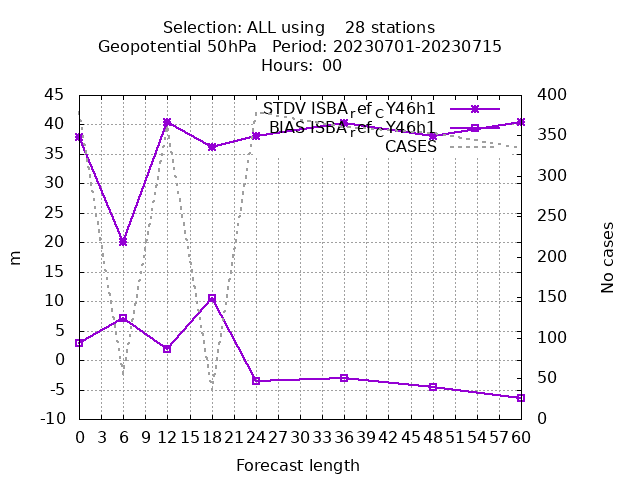 Selection: ALL using    28 stations
Geopotential 50hPa   Period: 20230701-20230715
Hours:  00
STDV ISBA_ref_CY46h1
BIAS ISBA_ref_CY46h1
CASES
45
40
35
30
25
20
15
10
5
0
-5
-10
m
400
350
300
250
200
150
100
50
0
No cases
0 3 6 9 12 15 18 21 24 27 30 33 36 39 42 45 48 51 54 57 60
Forecast length